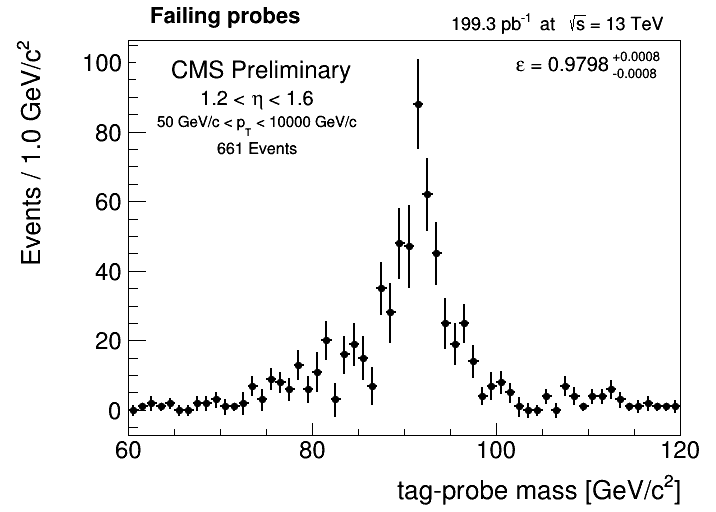 Failing probes
199.3 pb⁻¹ at √s = 13 TeV
CMS Preliminary
1.2 < η < 1.6
50 GeV/c < p_T < 10000 GeV/c
661 Events
ε = 0.9798 +0.0008 -0.0008
Events / 1.0 GeV/c²
100
80
60
40
20
0
60 80 100 120
tag-probe mass [GeV/c²]